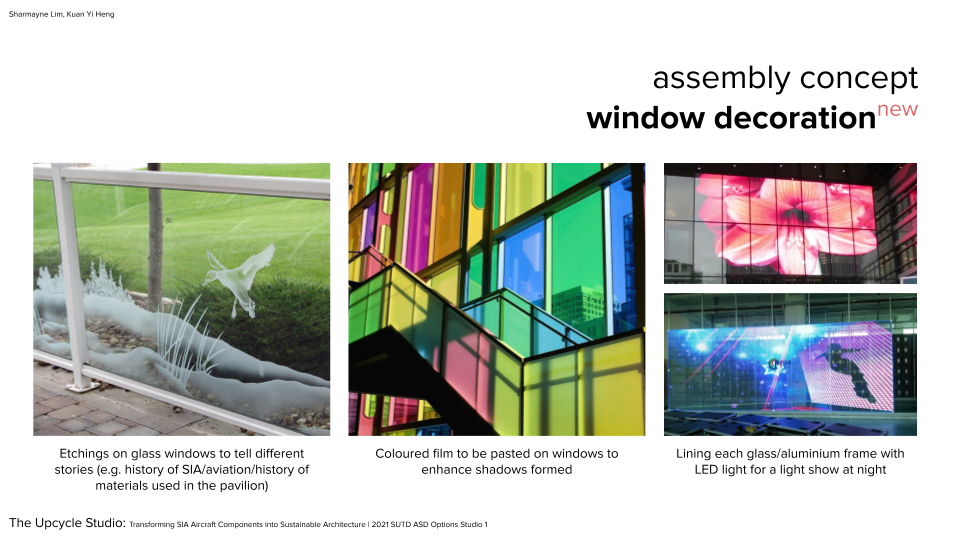 Sharmayne Lim, Kuan Yi Heng
assembly concept
window decoration new
Etchings on glass windows to tell different
stories (e.g. history of SIA/aviation/history of
materials used in the pavilion)
Coloured film to be pasted on windows to
enhance shadows formed
Lining each glass/aluminium frame with
LED light for a light show at night
The Upcycle Studio: Transforming SIA Aircraft Components into Sustainable Architecture | 2021 SUTD ASD Options Studio 1